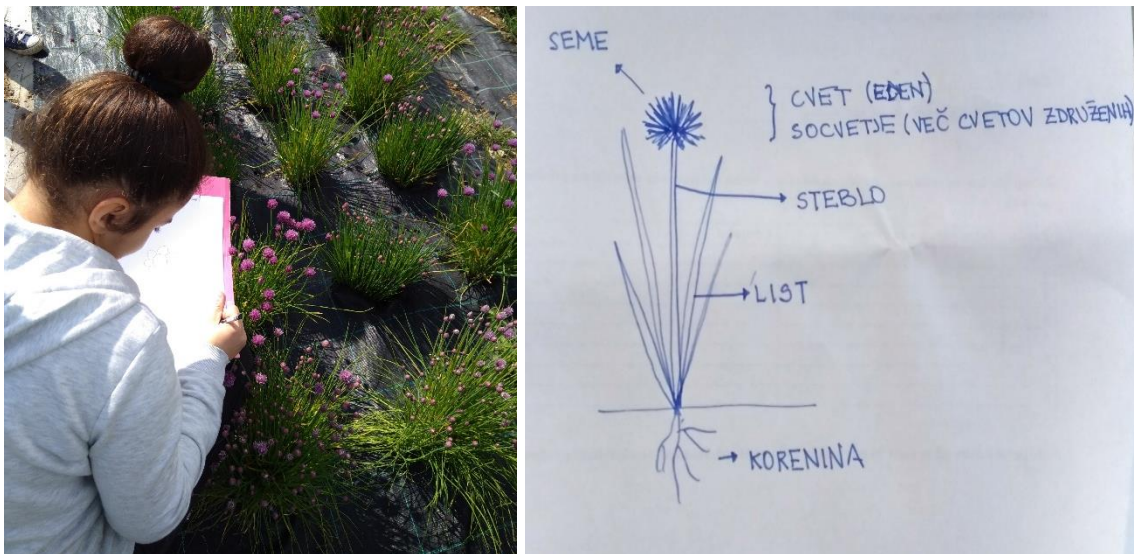 SEME
CVET (EDEN)
SOCVETJE (VEČ CVETOV ZDRUŽENIH)
STEBLO
LIST
KORENINA